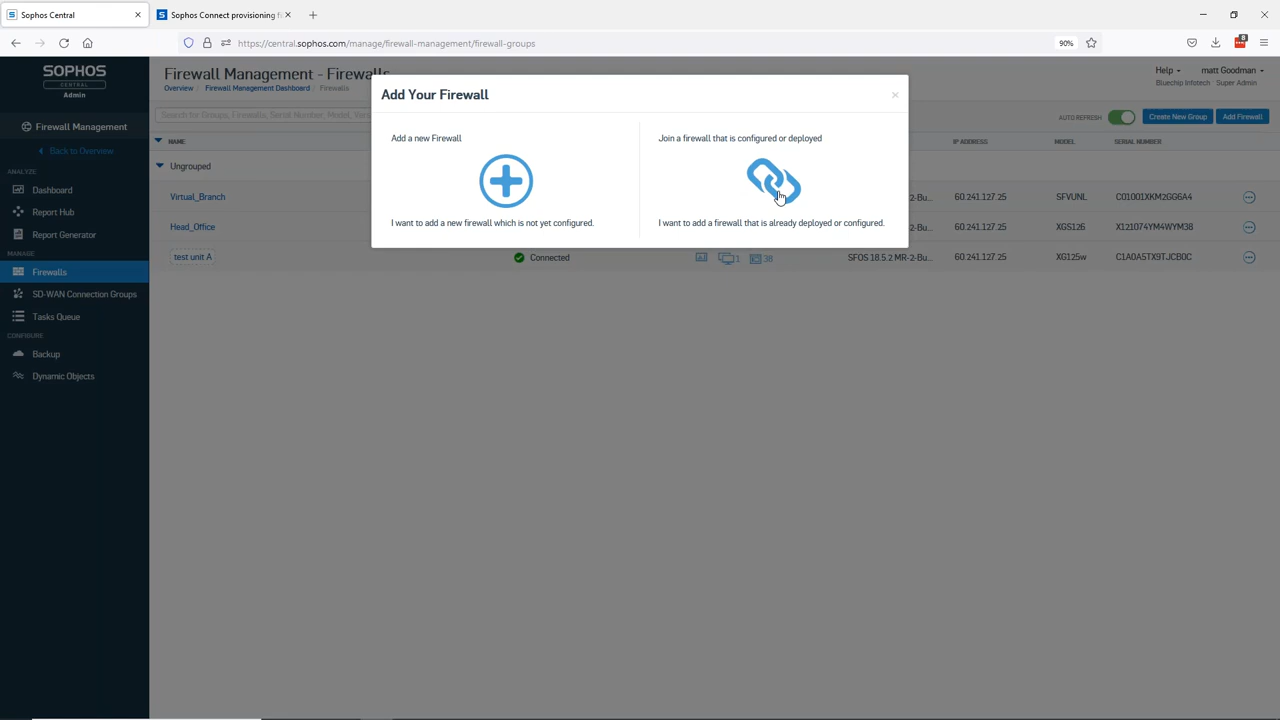 Sophos Central
Sophos Connect provisioning f
https://central.sophos.com/manage/firewall-management/firewall-groups
90%
8
SOPHOS
CENTRAL
Admin
Firewall Management - Firewalls
Overview / Firewall Management Dashboard / Firewalls
Help
matt Goodman
Bluechip Infotech · Super Admin
Firewall Management
Back to Overview
ANALYZE
Dashboard
Report Hub
Report Generator
MANAGE
Firewalls
SD-WAN Connection Groups
Tasks Queue
CONFIGURE
Backup
Dynamic Objects
Search for Groups, Firewalls, Serial Number, Model,
AUTO REFRESH
Create New Group
Add Firewall
NAME
IP ADDRESS
MODEL
SERIAL NUMBER
Ungrouped
Virtual_Branch
.2-Bu...
60.241.127.25
SFVUNL
C01001XKM2GG6A4
Head_Office
.2-Bu...
60.241.127.25
XGS126
X121074YM4WYM38
test unit A
Connected
1
38
SFOS 18.5.2 MR-2-Bu...
60.241.127.25
XG125w
C1A0A5TX9TJCB0C
Add Your Firewall
×
Add a new Firewall
I want to add a new firewall which is not yet configured.
Join a firewall that is configured or deployed
I want to add a firewall that is already deployed or configured.